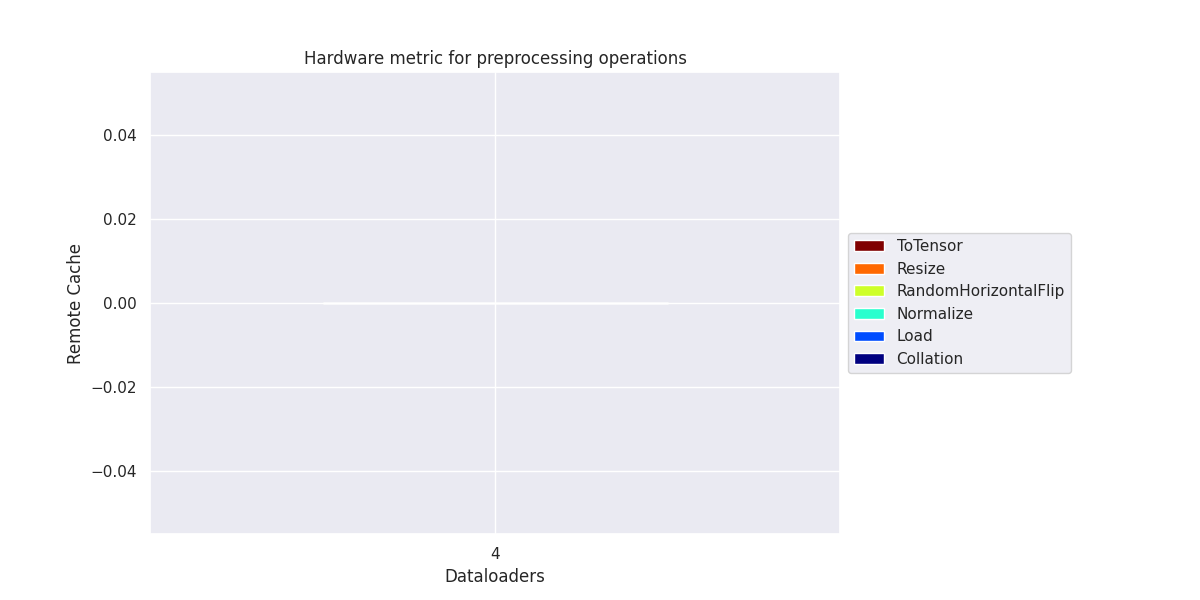 Hardware metric for preprocessing operations
Remote Cache
0.04
0.02
0.00
−0.02
−0.04
4
Dataloaders
ToTensor
Resize
RandomHorizontalFlip
Normalize
Load
Collation